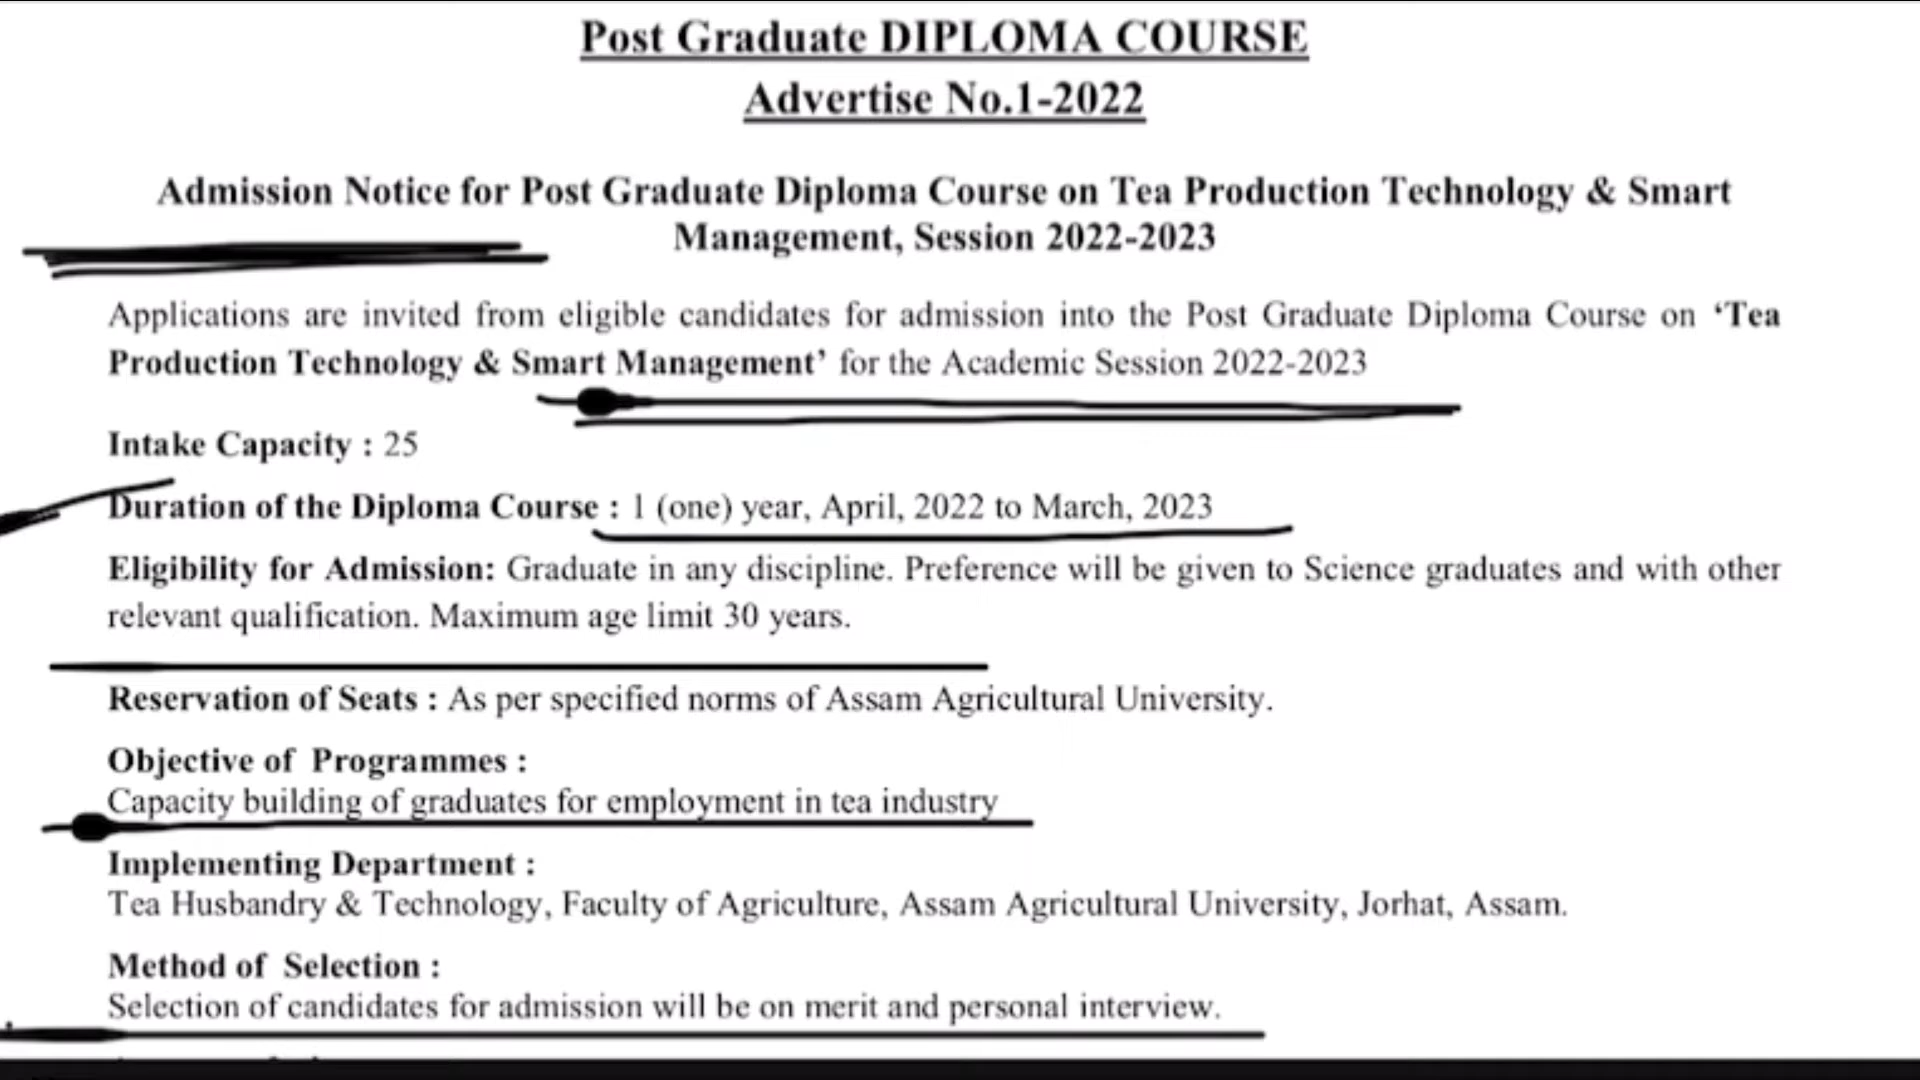 Post Graduate DIPLOMA COURSE
Advertise No.1-2022
Admission Notice for Post Graduate Diploma Course on Tea Production Technology & Smart
Management, Session 2022-2023
Applications are invited from eligible candidates for admission into the Post Graduate Diploma Course on ‘Tea
Production Technology & Smart Management’ for the Academic Session 2022-2023
Intake Capacity : 25
Duration of the Diploma Course : 1 (one) year, April, 2022 to March, 2023
Eligibility for Admission: Graduate in any discipline. Preference will be given to Science graduates and with other
relevant qualification. Maximum age limit 30 years.
Reservation of Seats : As per specified norms of Assam Agricultural University.
Objective of Programmes :
Capacity building of graduates for employment in tea industry
Implementing Department :
Tea Husbandry & Technology, Faculty of Agriculture, Assam Agricultural University, Jorhat, Assam.
Method of Selection :
Selection of candidates for admission will be on merit and personal interview.